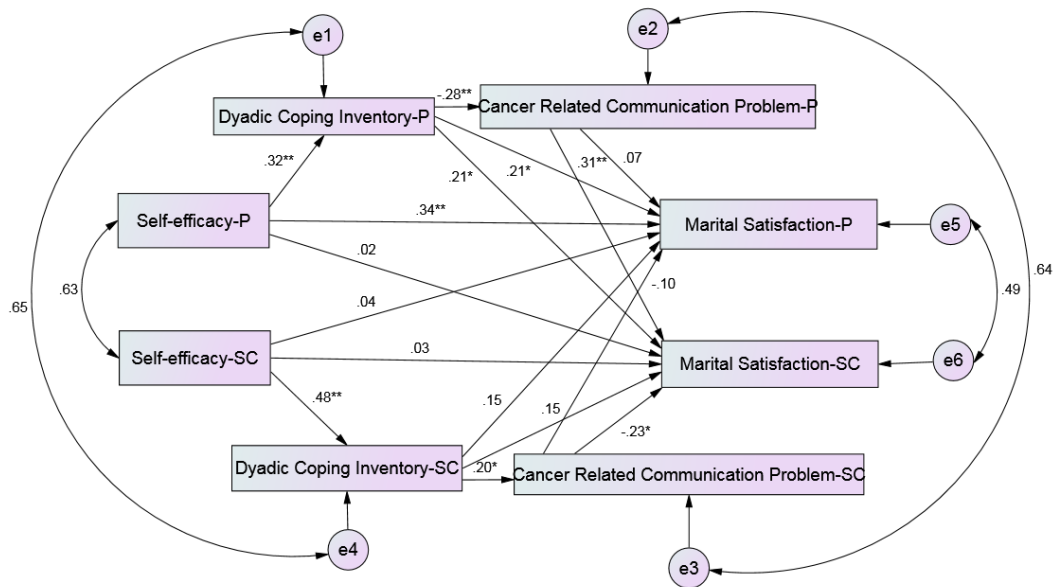 e1
e2
Dyadic Coping Inventory-P
-.28**
Cancer Related Communication Problem-P
.32**
.21*
.21*
.31**
.07
Self-efficacy-P
.34**
Marital Satisfaction-P
e5
.02
.65
.63
-.10
.49
.64
.04
Self-efficacy-SC
.03
Marital Satisfaction-SC
e6
.48**
.15
.15
-.23*
Dyadic Coping Inventory-SC
.20*
Cancer Related Communication Problem-SC
e4
e3